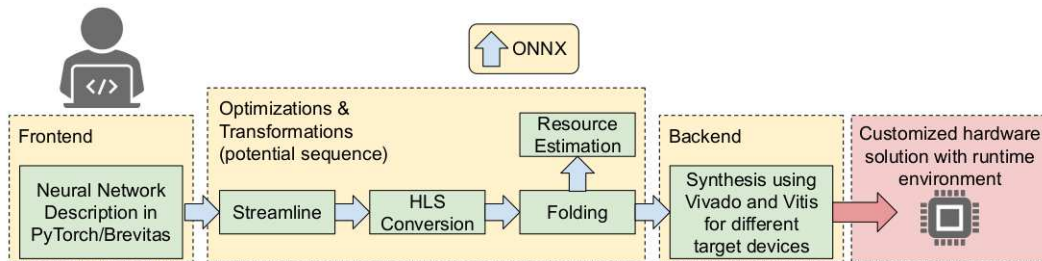 ONNX
</>
Frontend
Neural Network
Description in
PyTorch/Brevitas
Optimizations &
Transformations
(potential sequence)
Streamline
HLS
Conversion
Folding
Resource
Estimation
Backend
Synthesis using
Vivado and Vitis
for different
target devices
Customized hardware
solution with runtime
environment